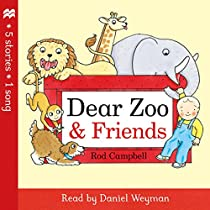 5 stories • 1 song
Dear Zoo
& Friends
Rod Campbell
Read by Daniel Weyman